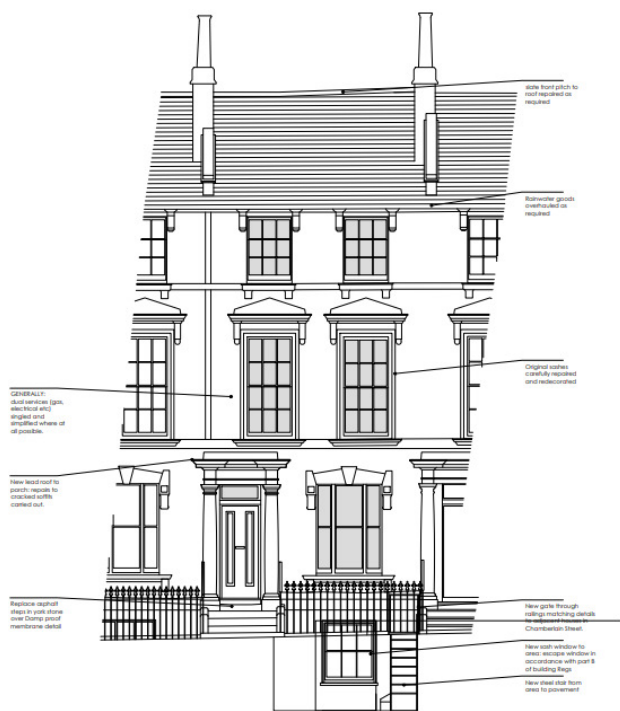 slate front pitch to
roof repaired as
required
Rainwater goods
overhauled as
required
Original sashes
carefully repaired
and redecorated
GENERALLY:
dual services (gas,
electrical etc)
singled and
simplified where at
all possible.
New lead roof to
porch: repairs to
cracked soffits
carried out.
Replace asphalt
steps in york stone
over Damp proof
membrane detail
New gate through
railings matching details
to adjacent houses in
Chamberlain Street.
New sash window to
area: escape window in
accordance with part B
of building Regs
New steel stair from
area to pavement